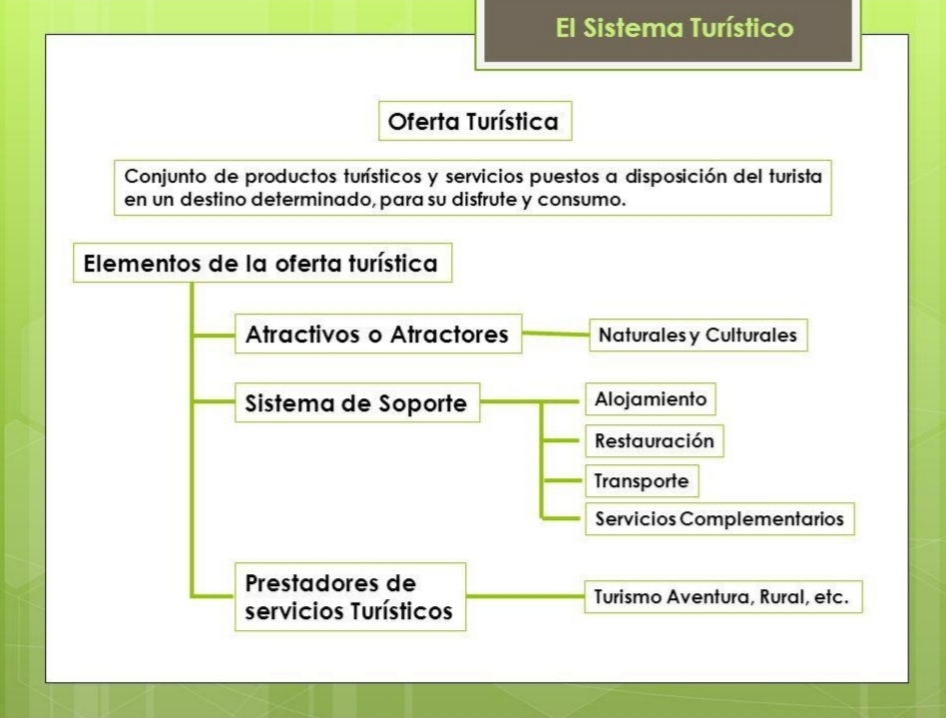 El Sistema Turístico
Oferta Turística
Conjunto de productos turísticos y servicios puestos a disposición del turista
en un destino determinado, para su disfrute y consumo.
Elementos de la oferta turística
Atractivos o Atractores
Naturales y Culturales
Sistema de Soporte
Alojamiento
Restauración
Transporte
Servicios Complementarios
Prestadores de
servicios Turísticos
Turismo Aventura, Rural, etc.